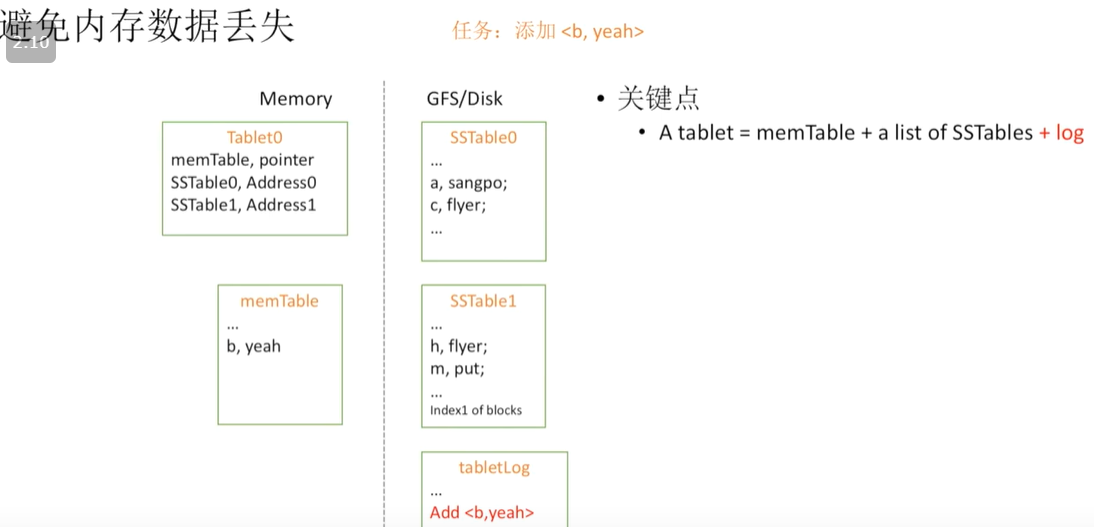 避免内存数据丢失
2.10
任务：添加 <b, yeah>
Memory
Tablet0
memTable, pointer
SSTable0, Address0
SSTable1, Address1
memTable
...
b, yeah
GFS/Disk
SSTable0
...
a, sangpo;
c, flyer;
...
SSTable1
...
h, flyer;
m, put;
...
Index1 of blocks
tabletLog
...
Add <b,yeah>
• 关键点
• A tablet = memTable + a list of SSTables + log